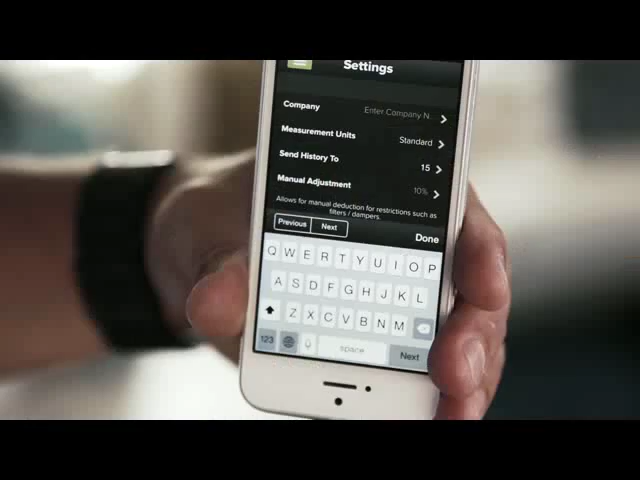 Settings
Company Enter Company N
Measurement Units Standard
Send History To 15
Manual Adjustment 10%
Allows for manual deduction for restrictions such as
filters / dampers.
Previous Next Done
Q W E R T Y U I O P
A S D F G H J K L
Z X C V B N M
123 space Next